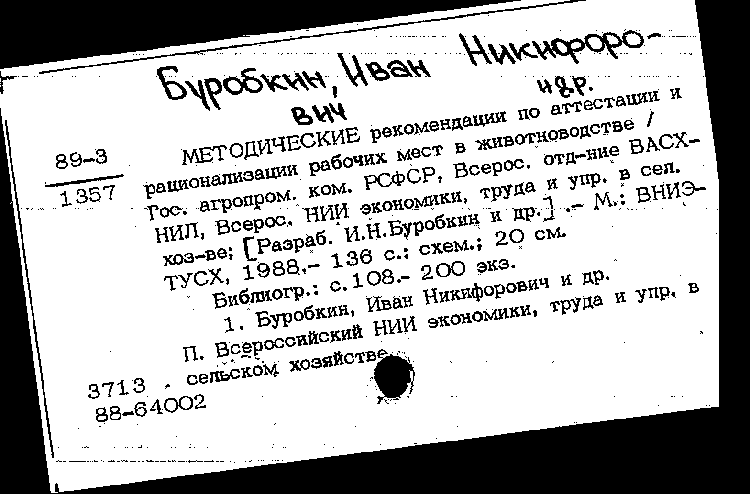 Буробкин, Иван Никифоро-
вич и др.
89-3
1357
МЕТОДИЧЕСКИЕ рекомендации по аттестации и
рационализации рабочих мест в животноводстве /
Гос. агропром. ком. РСФСР, Всерос. отд-ние ВАСХ-
НИЛ, Всерос. НИИ экономики, труда и упр. в сел.
хоз-ве; [Разраб. И.Н.Буробкин и др.] .- М.: ВНИЭ-
ТУСХ, 1988.- 136 с.: схем.; 20 см.
Библиогр.: с.108.- 200 экз.
1. Буробкин, Иван Никифорович и др.
П. Всероссийский НИИ экономики, труда и упр. в
сельском хозяйстве
3713
88-64002